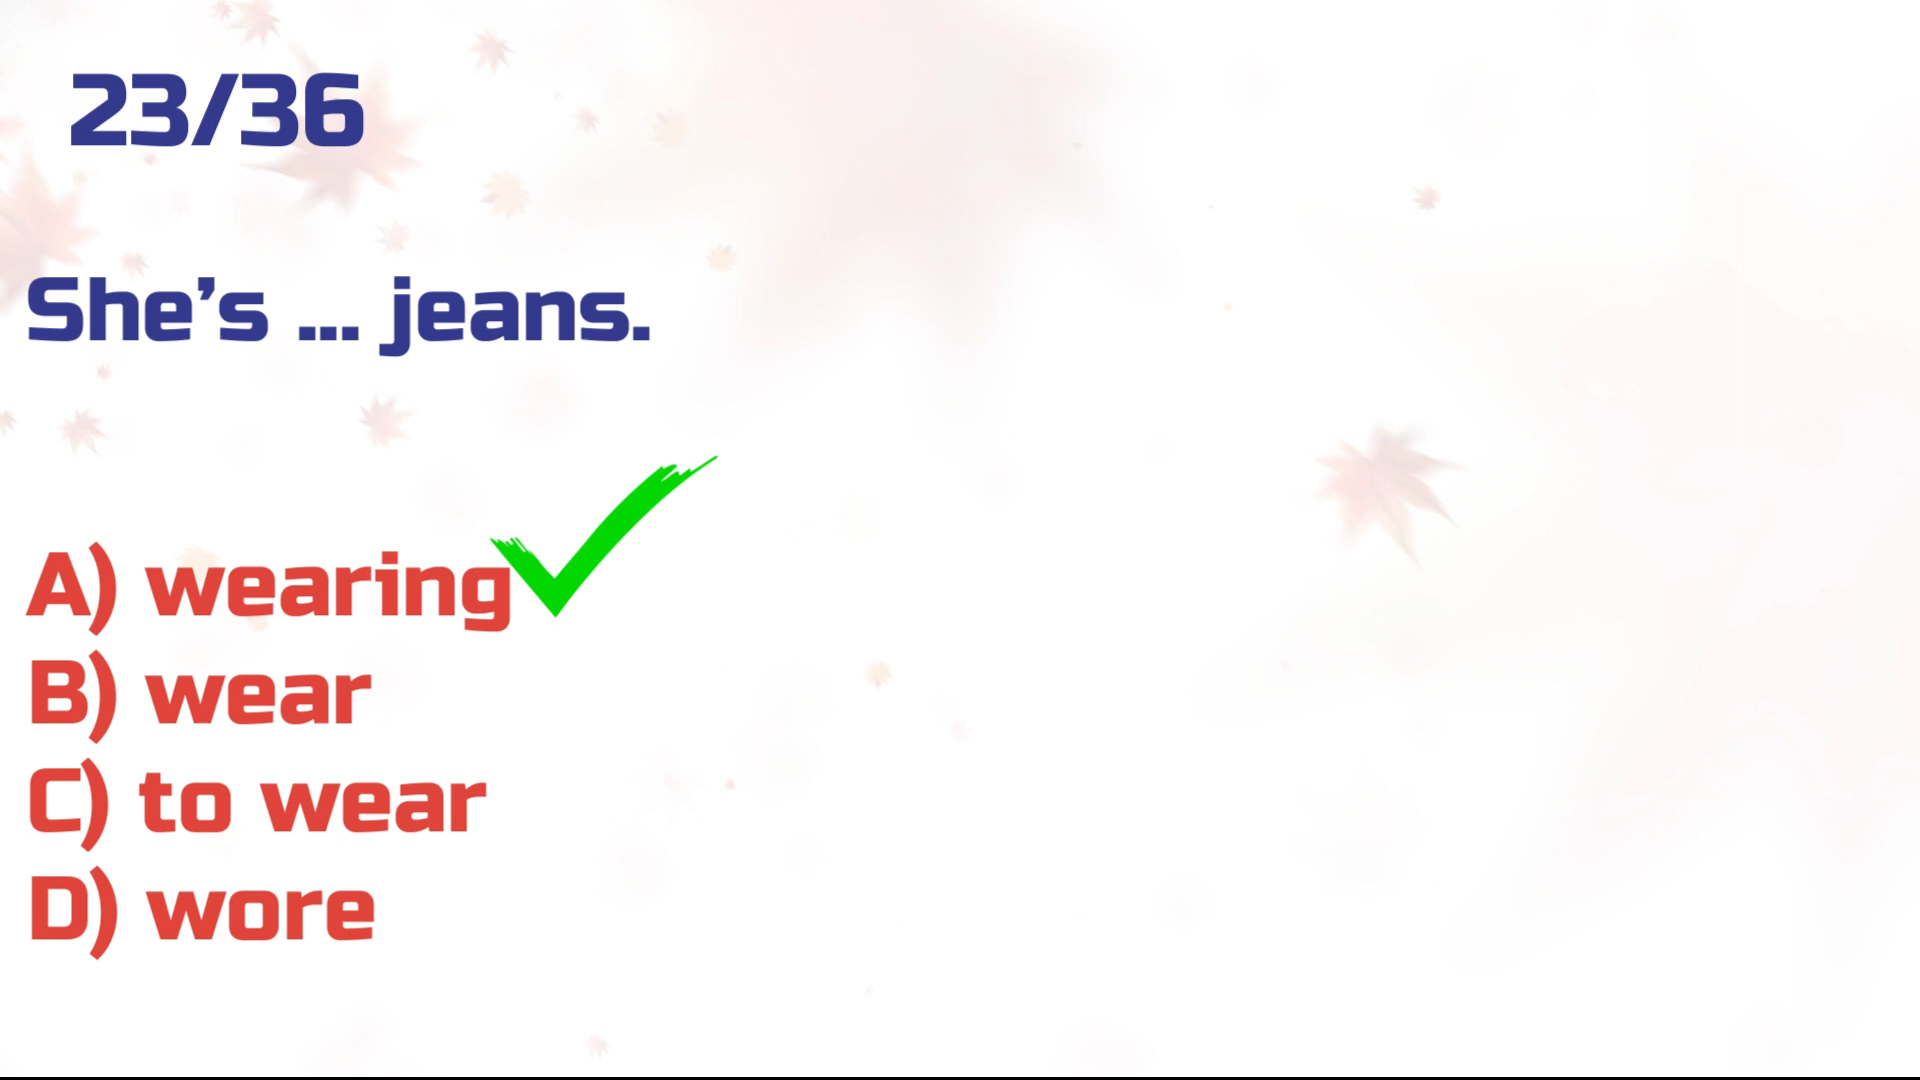 23/36
She’s ... jeans.
A) wearing
B) wear
C) to wear
D) wore